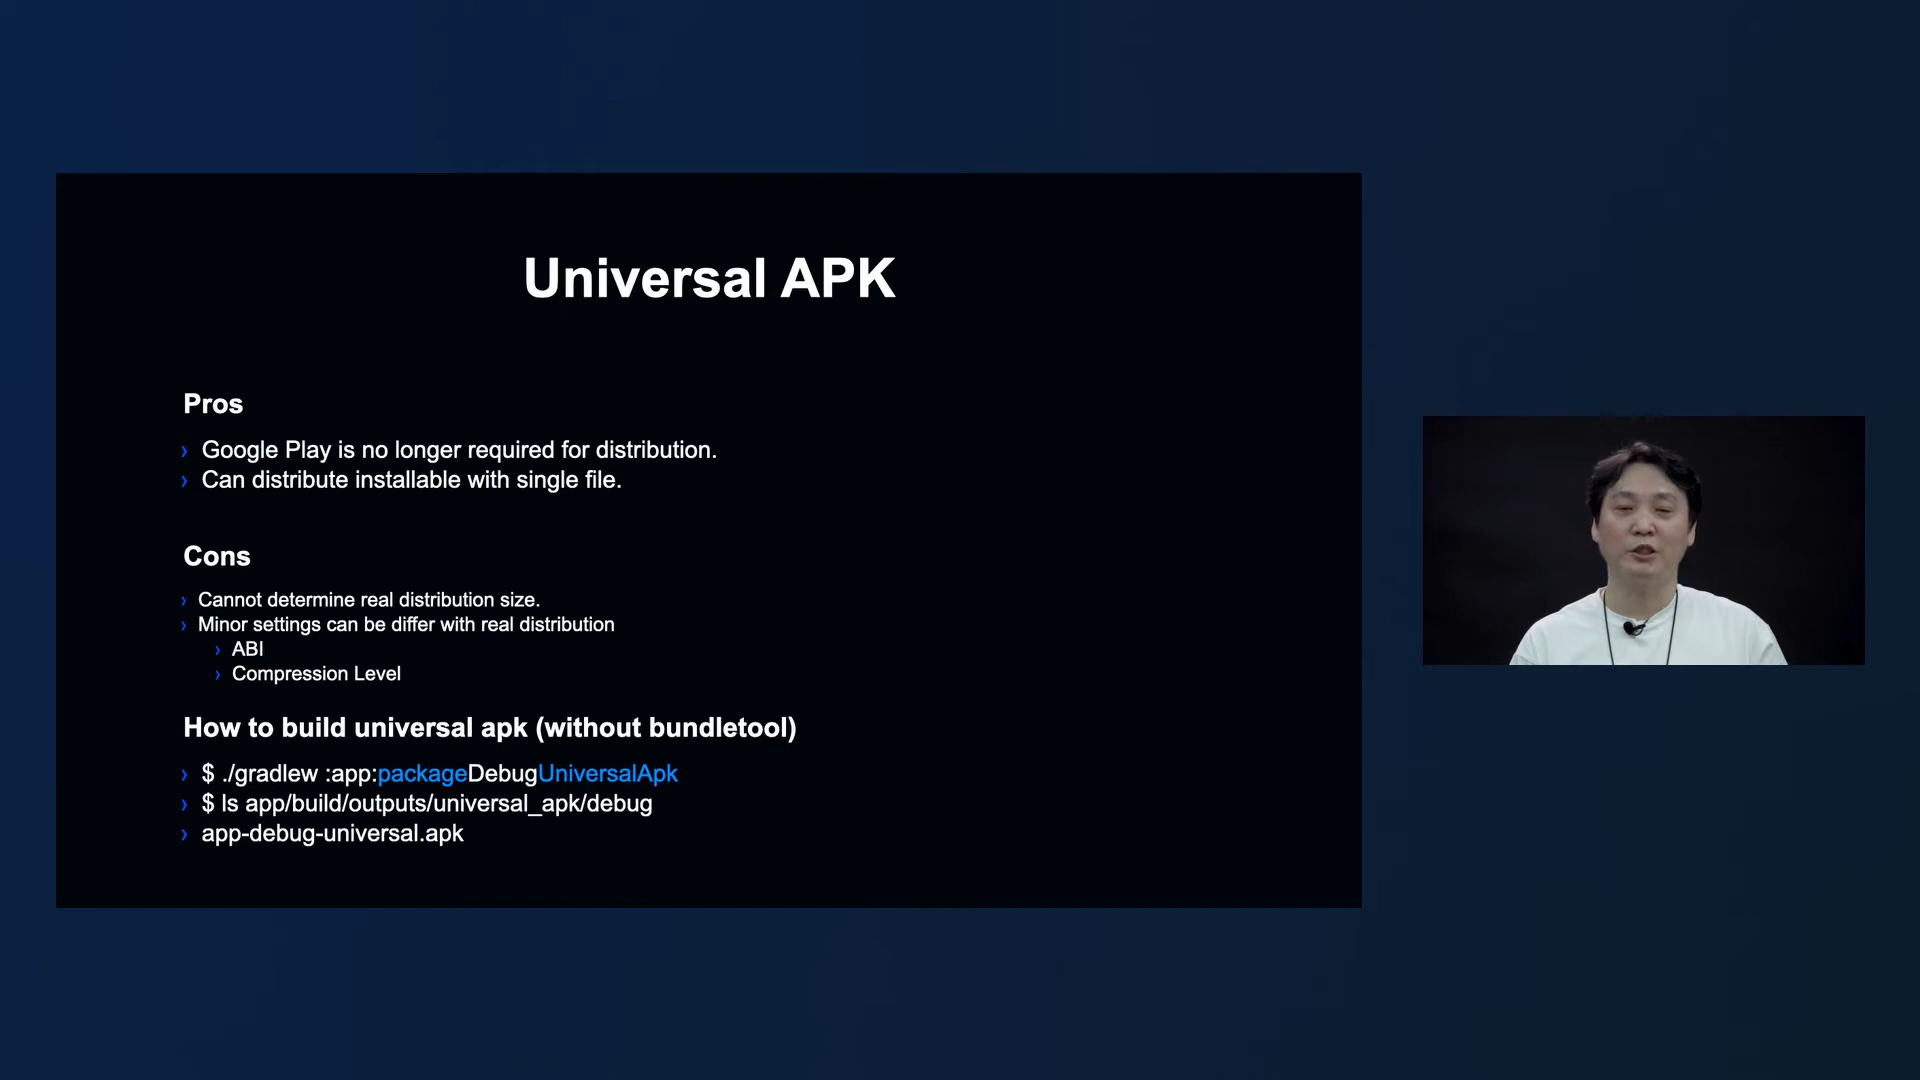 Universal APK
Pros
› Google Play is no longer required for distribution.
› Can distribute installable with single file.
Cons
› Cannot determine real distribution size.
› Minor settings can be differ with real distribution
› ABI
› Compression Level
How to build universal apk (without bundletool)
› $ ./gradlew :app:packageDebugUniversalApk
› $ ls app/build/outputs/universal_apk/debug
› app-debug-universal.apk